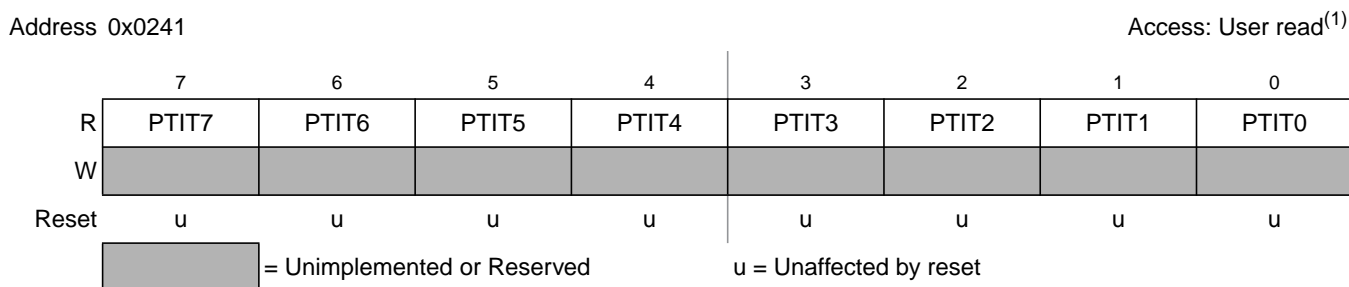 Address 0x0241 Access: User read(1)
7 6 5 4 3 2 1 0
R PTIT7 PTIT6 PTIT5 PTIT4 PTIT3 PTIT2 PTIT1 PTIT0
W
Reset u u u u u u u u
= Unimplemented or Reserved u = Unaffected by reset